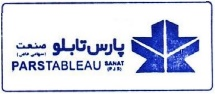 پارس تابلو صنعت
(سهامی خاص)
PARSTABLEAU SANAT
(P.J.S)